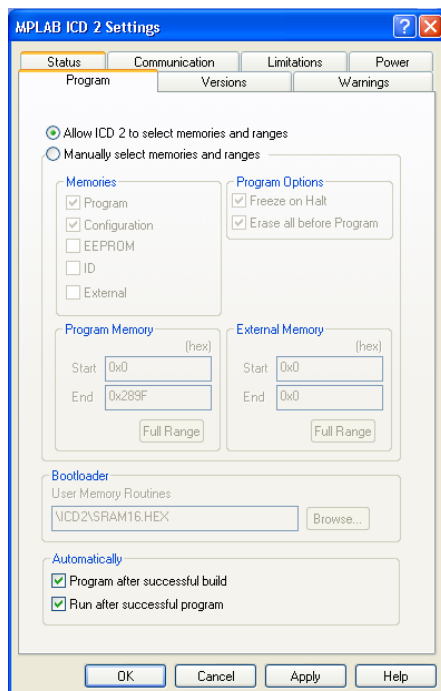 MPLAB ICD 2 Settings
Status Communication Limitations Power
Program Versions Warnings
Allow ICD 2 to select memories and ranges
Manually select memories and ranges
Memories
Program
Configuration
EEPROM
ID
External
Program Options
Freeze on Halt
Erase all before Program
Program Memory
(hex)
Start 0x0
End 0x289F
Full Range
External Memory
(hex)
Start 0x0
End 0x0
Full Range
Bootloader
User Memory Routines
\ICD2\SRAM16.HEX Browse...
Automatically
Program after successful build
Run after successful program
OK Cancel Apply Help